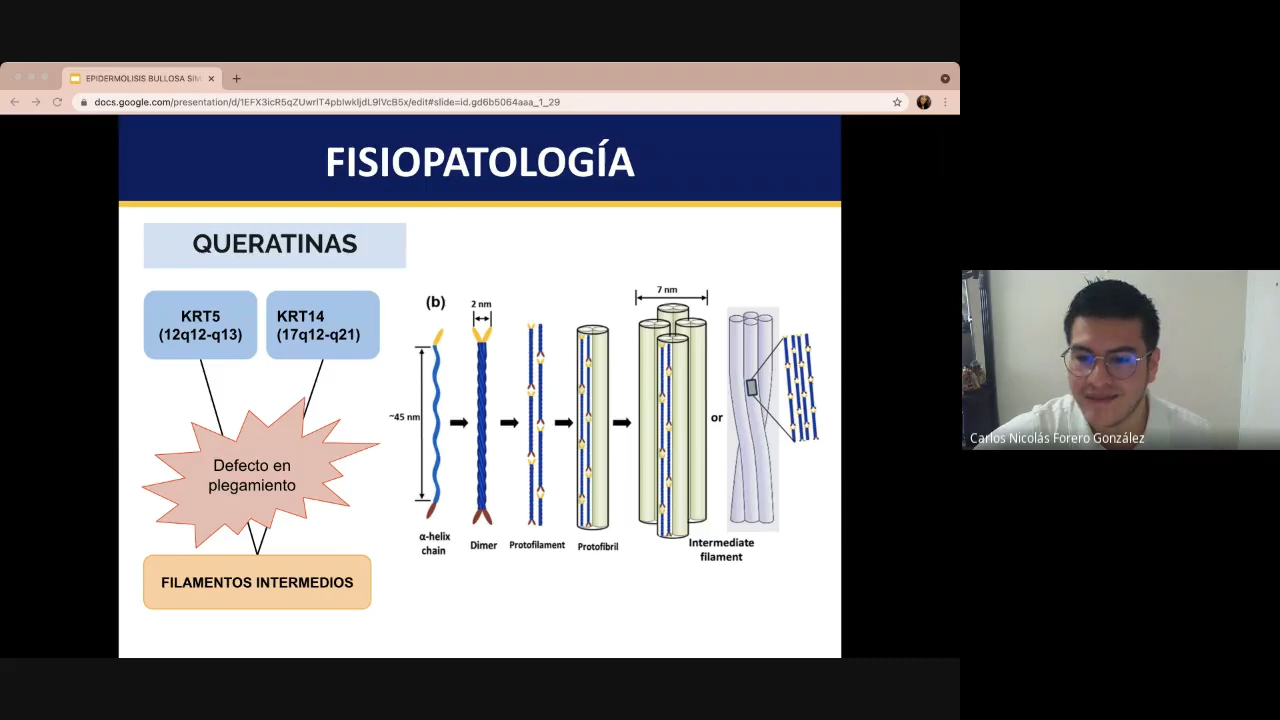 EPIDERMOLISIS BULLOSA SIM
docs.google.com/presentation/d/1EFX3icR5qZUwrlT4pbIwkljdL9lVcB5x/edit#slide=id.gd6b5064aaa_1_29
FISIOPATOLOGÍA
QUERATINAS
KRT5
(12q12-q13)
KRT14
(17q12-q21)
Defecto en
plegamiento
FILAMENTOS INTERMEDIOS
(b)
2 nm
7 nm
~45 nm
or
α-helix
chain
Dimer
Protofilament
Protofibril
Intermediate
filament
Carlos Nicolás Forero González